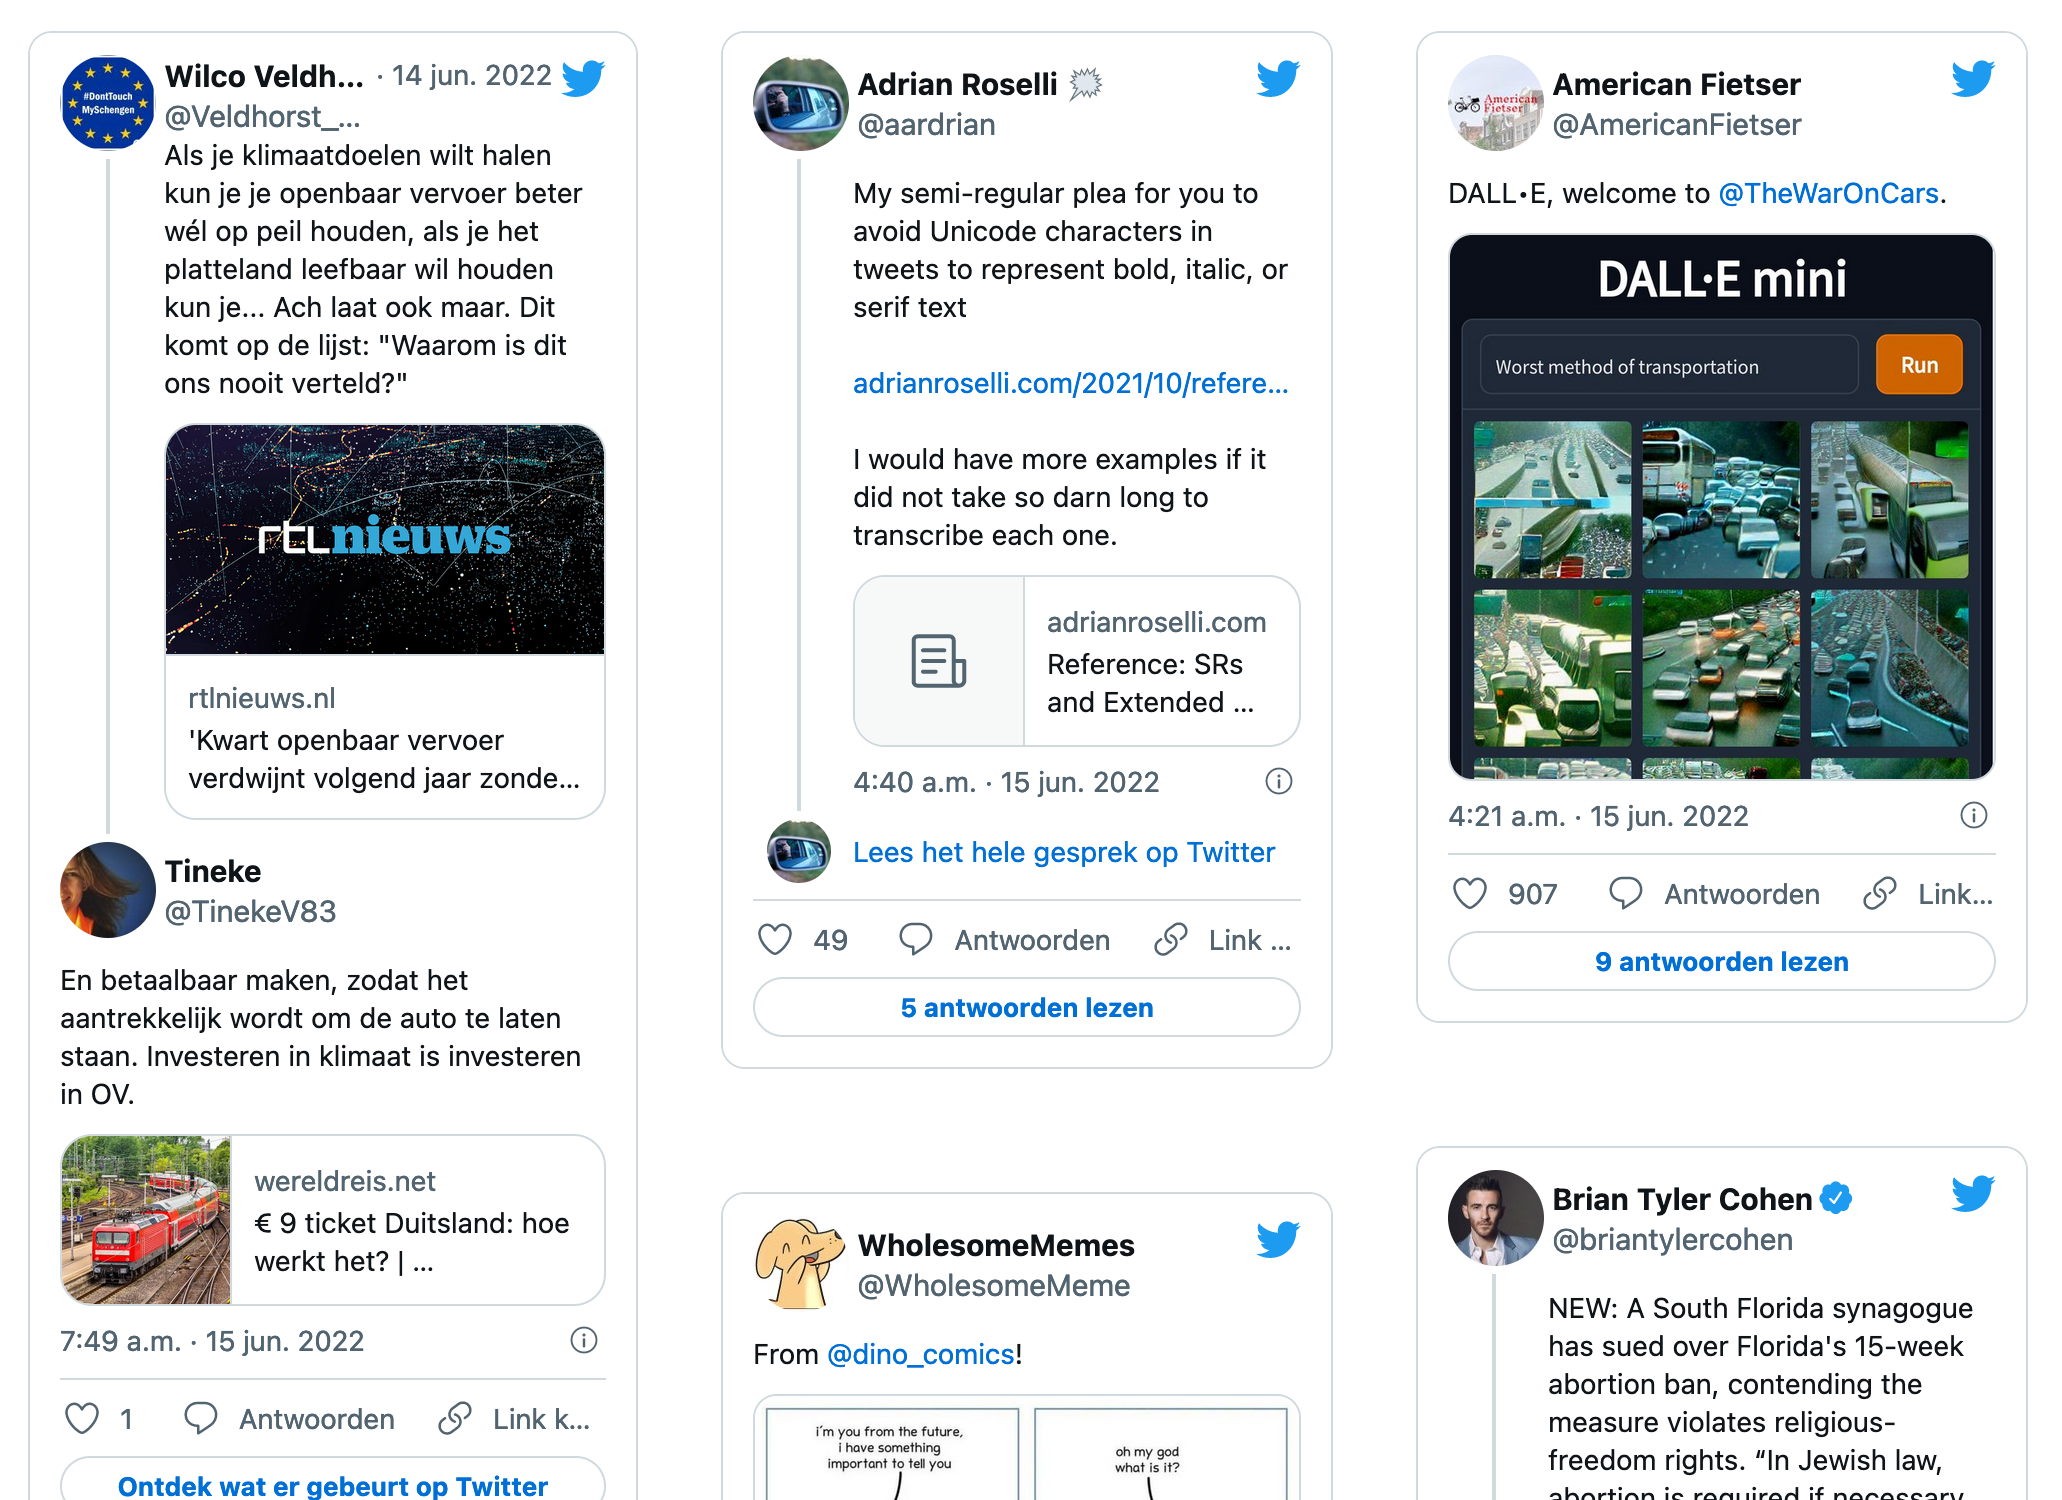 #DontTouch
MySchengen
Wilco Veldh... · 14 jun. 2022
@Veldhorst_...
Als je klimaatdoelen wilt halen
kun je je openbaar vervoer beter
wél op peil houden, als je het
platteland leefbaar wil houden
kun je... Ach laat ook maar. Dit
komt op de lijst: "Waarom is dit
ons nooit verteld?"
rtlnieuws
rtlnieuws.nl
'Kwart openbaar vervoer
verdwijnt volgend jaar zonde...
Tineke
@TinekeV83
En betaalbaar maken, zodat het
aantrekkelijk wordt om de auto te laten
staan. Investeren in klimaat is investeren
in OV.
wereldreis.net
€ 9 ticket Duitsland: hoe
werkt het? | ...
7:49 a.m. · 15 jun. 2022
1 Antwoorden Link k...
Ontdek wat er gebeurt op Twitter
Adrian Roselli
@aardrian
My semi-regular plea for you to
avoid Unicode characters in
tweets to represent bold, italic, or
serif text
adrianroselli.com/2021/10/refere...
I would have more examples if it
did not take so darn long to
transcribe each one.
adrianroselli.com
Reference: SRs
and Extended ...
4:40 a.m. · 15 jun. 2022
Lees het hele gesprek op Twitter
49 Antwoorden Link ...
5 antwoorden lezen
WholesomeMemes
@WholesomeMeme
From @dino_comics!
i'm you from the future,
i have something
important to tell you
oh my god
what is it?
American
Fietser
American Fietser
@AmericanFietser
DALL•E, welcome to @TheWarOnCars.
DALL·E mini
Worst method of transportation
Run
4:21 a.m. · 15 jun. 2022
907 Antwoorden Link...
9 antwoorden lezen
Brian Tyler Cohen
@briantylercohen
NEW: A South Florida synagogue
has sued over Florida's 15-week
abortion ban, contending the
measure violates religious-
freedom rights. “In Jewish law,
abortion is required if necessary